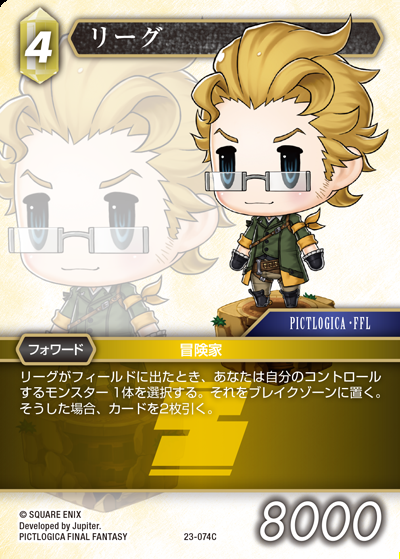 4
リーグ
PICTLOGICA・FFL
フォワード
冒険家
リーグがフィールドに出たとき、あなたは自分のコントロール
するモンスター1体を選択する。それをブレイクゾーンに置く。
そうした場合、カードを2枚引く。
土
© SQUARE ENIX
Developed by Jupiter.
PICTLOGICA FINAL FANTASY
23-074C
8000